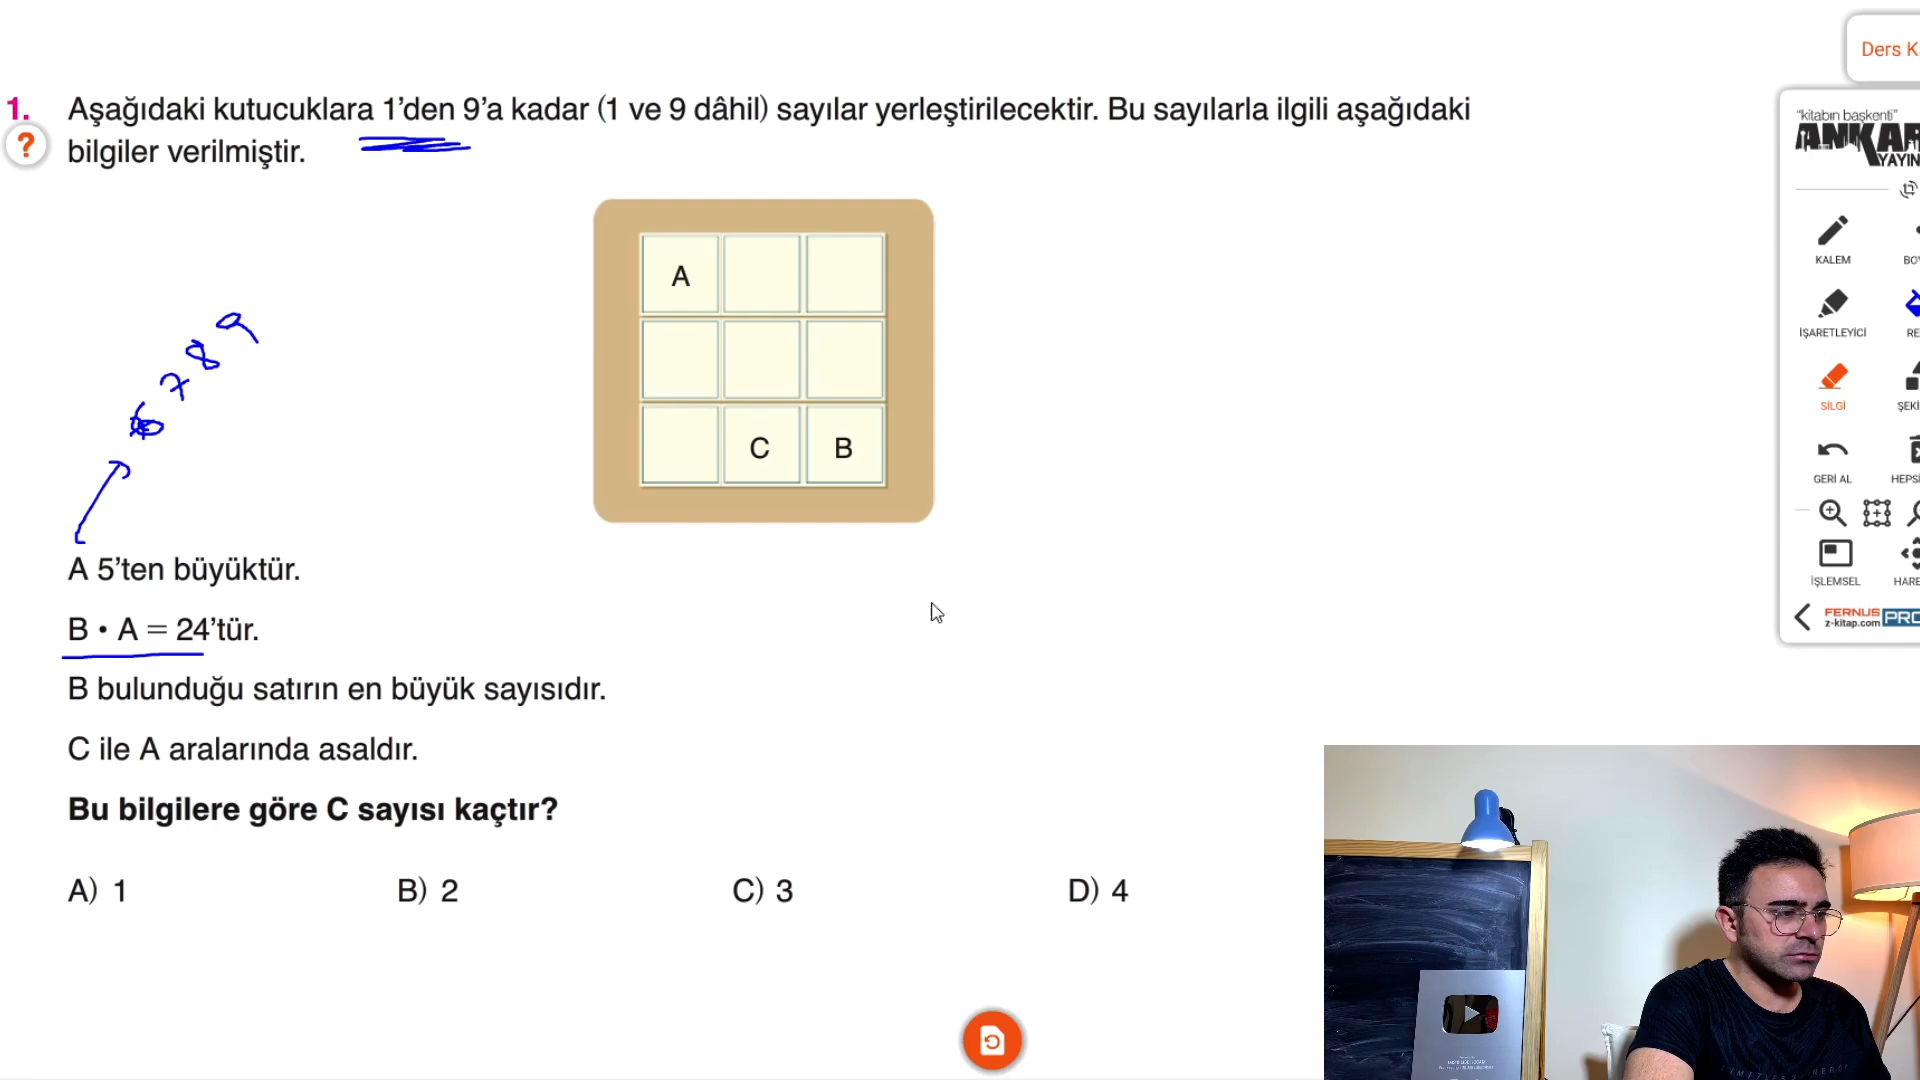 Ders K
1. Aşağıdaki kutucuklara 1'den 9'a kadar (1 ve 9 dâhil) sayılar yerleştirilecektir. Bu sayılarla ilgili aşağıdaki
? bilgiler verilmiştir.
A
C B
6 7 8 9
A 5'ten büyüktür.
B • A = 24'tür.
B bulunduğu satırın en büyük sayısıdır.
C ile A aralarında asaldır.
Bu bilgilere göre C sayısı kaçtır?
A) 1 B) 2 C) 3 D) 4
"kitabın başkenti"
ANKAR
YAYIN
KALEM BOY
İŞARETLEYİCİ RE
SİLGİ ŞEKİ
GERİ AL HEPSİ
İŞLEMSEL HARE
FERNUS PRO
z-kitap.com